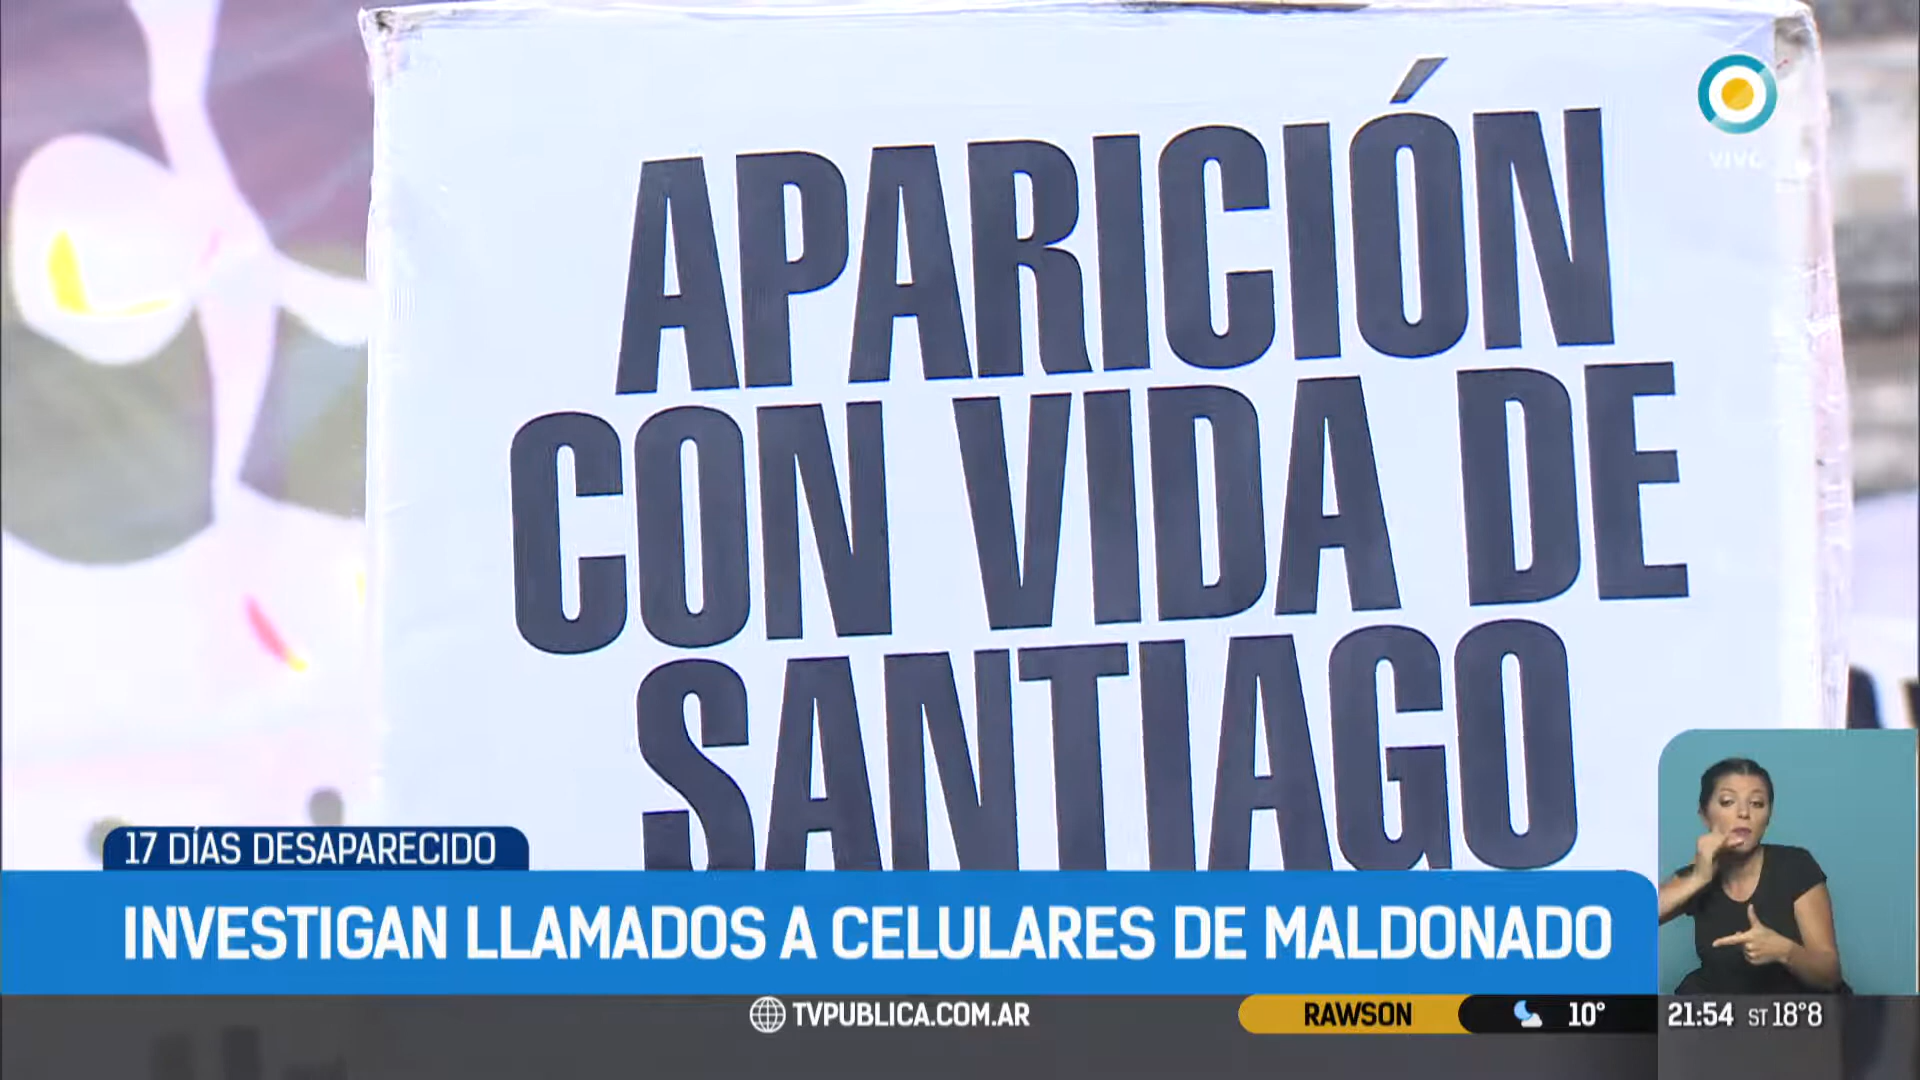 APARICIÓN
CON VIDA DE
SANTIAGO
VIVO
17 DÍAS DESAPARECIDO
INVESTIGAN LLAMADOS A CELULARES DE MALDONADO
TVPUBLICA.COM.AR
RAWSON 10° 21:54 ST 18°8